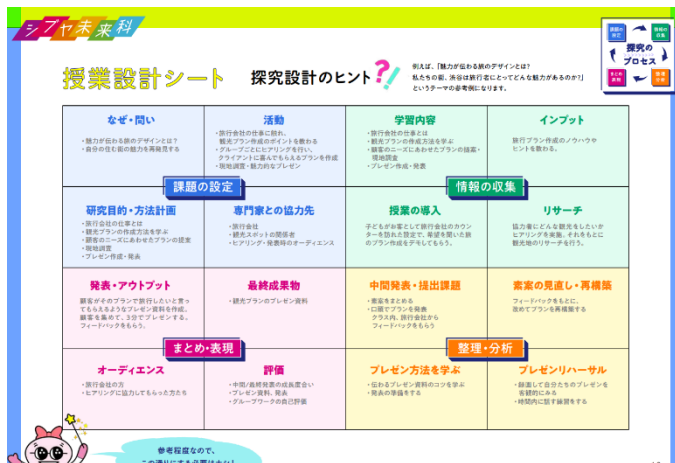 シブヤ未来科
授業設計シート
探究設計のヒント?!
例えば、「魅力が伝わる旅のデザインとは?
私たちの街、渋谷は旅行者にとってどんな魅力があるのか?」
というテーマの参考例になります。
課題の
設定
情報の
収集
探究の
プロセス
まとめ
表現
整理
分析
なぜ・問い
・魅力が伝わる旅のデザインとは?
・自分の住む街の魅力を再発見する
活動
・旅行会社の仕事に触れ、
観光プラン作成のポイントを教わる
・グループごとにヒアリングを行い、
クライアントに喜んでもらえるプランを作成
・現地調査・魅力的なプレゼン
学習内容
・旅行会社の仕事とは
・観光プランの作成方法を学ぶ
・顧客のニーズにあわせたプランの提案・
現地調査
・プレゼン作成・発表
インプット
旅行プラン作成のノウハウや
ヒントを教わる。
課題の設定
情報の収集
研究目的・方法計画
・旅行会社の仕事とは
・観光プランの作成方法を学ぶ
・顧客のニーズにあわせたプランの提案
・現地調査
・プレゼン作成・発表
専門家との協力先
・旅行会社
・観光スポットの関係者
・ヒアリング・発表時のオーディエンス
授業の導入
子どもがお客として旅行会社のカウン
ターを訪れた設定で、希望を聞いた旅
のプラン作成をデモしてもらう。
リサーチ
協力者にどんな観光をしたいか
ヒアリングを実施。それをもとに
観光地のリサーチを行う。
発表・アウトプット
顧客がそのプランで旅行したいと言っ
てもらえるようなプレゼン資料を作成。
顧客を集めて、3分でプレゼンする。
フィードバックをもらう。
最終成果物
・観光プランのプレゼン資料
中間発表・提出課題
・素案をまとめる
・口頭でプランを発表
クラス内、旅行会社から
フィードバックをもらう
素案の見直し・再構築
フィードバックをもとに、
改めてプランを再構築する
まとめ・表現
整理・分析
オーディエンス
・旅行会社の方
・ヒアリングに協力してもらった方たち
評価
・中間/最終発表の成長度合い
・プレゼン資料、発表
・グループワークの自己評価
プレゼン方法を学ぶ
・伝わるプレゼン資料のコツを学ぶ
・発表の準備をする
プレゼンリハーサル
・録画して自分たちのプレゼンを
客観的にみる
・時間内に話す練習をする
参考程度なので、